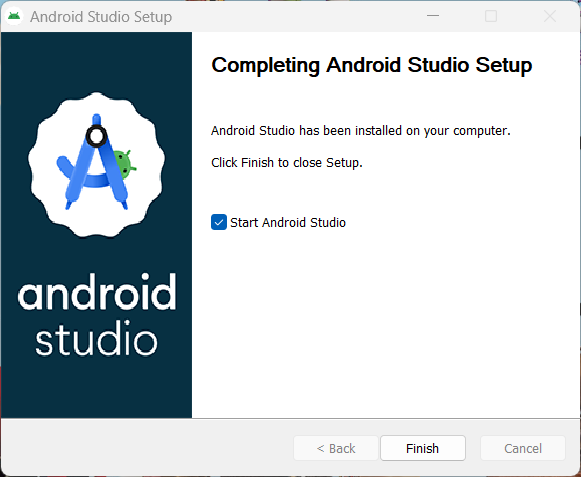 Android Studio Setup
Completing Android Studio Setup
Android Studio has been installed on your computer.
Click Finish to close Setup.
Start Android Studio
android
studio
< Back
Finish
Cancel